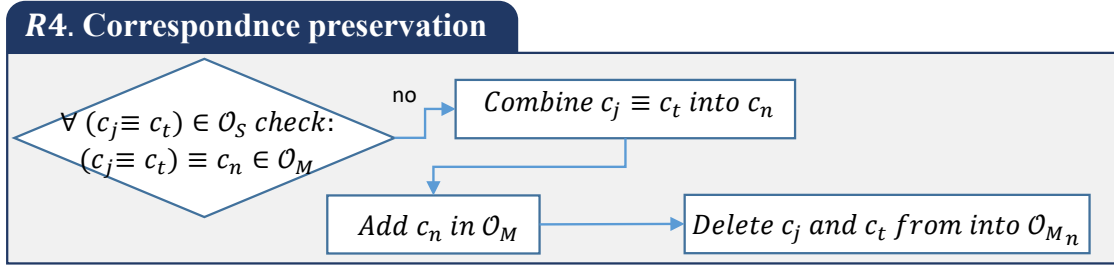 R4. Correspondnce preservation
∀ (c_j≡ c_t) ∈ 𝒪_S check:
(c_j≡ c_t) ≡ c_n ∈ 𝒪_M
no
Combine c_j ≡ c_t into c_n
Add c_n in 𝒪_M
Delete c_j and c_t from into 𝒪_{M_n}